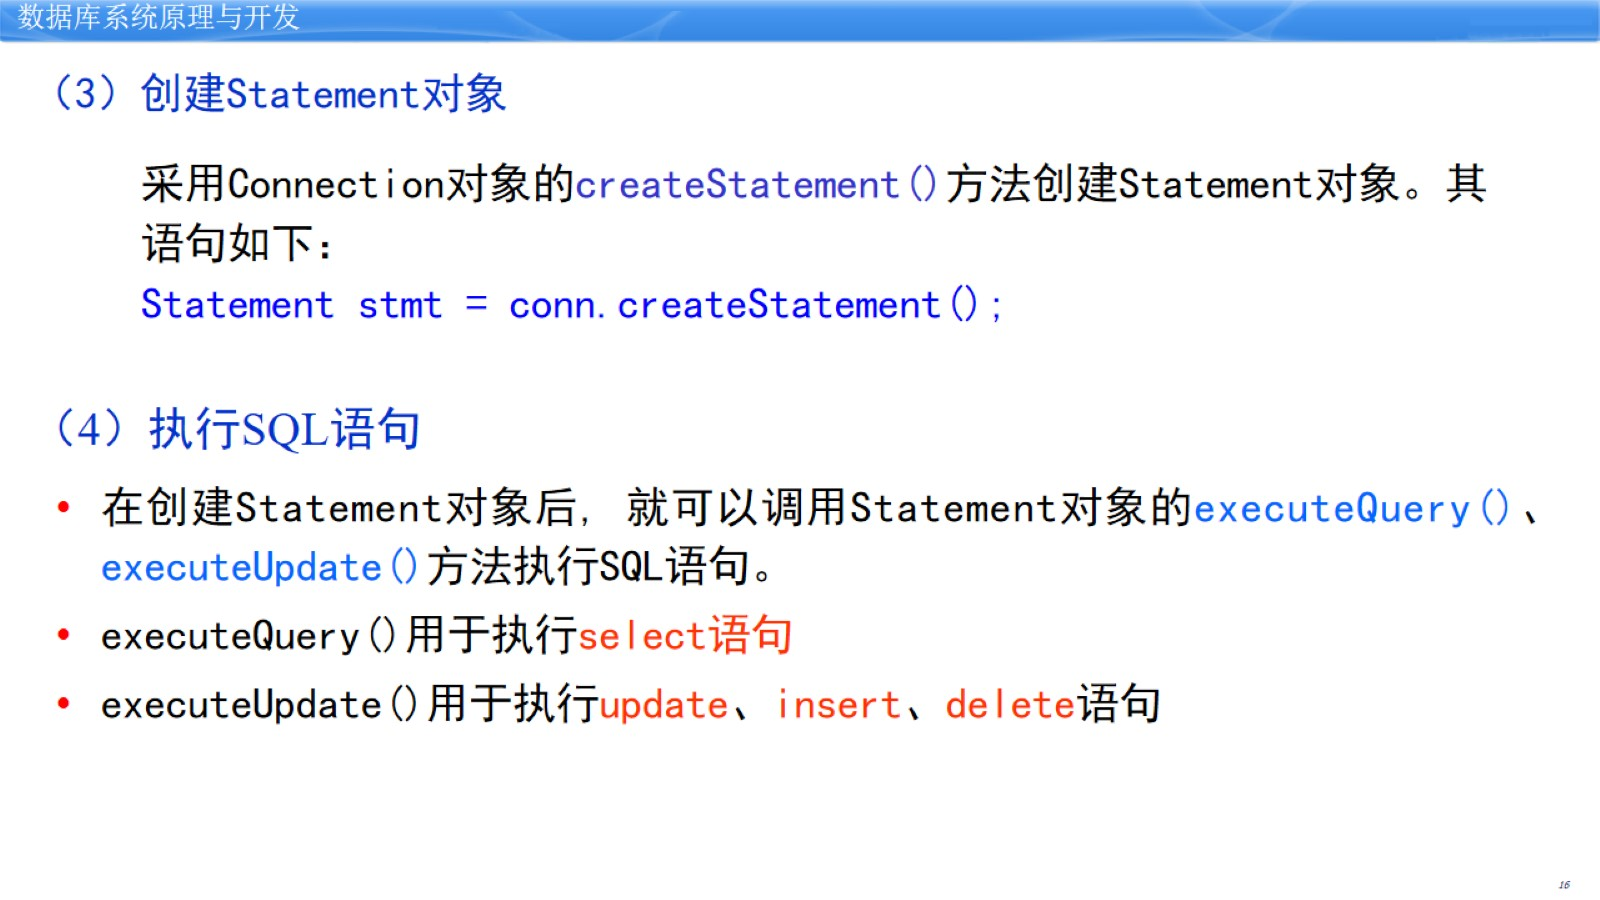 数据库系统原理与开发
（3）创建Statement对象
采用Connection对象的createStatement()方法创建Statement对象。其
语句如下：
Statement stmt = conn.createStatement();
（4）执行SQL语句
• 在创建Statement对象后, 就可以调用Statement对象的executeQuery()、
executeUpdate()方法执行SQL语句。
• executeQuery()用于执行select语句
• executeUpdate()用于执行update、insert、delete语句
16